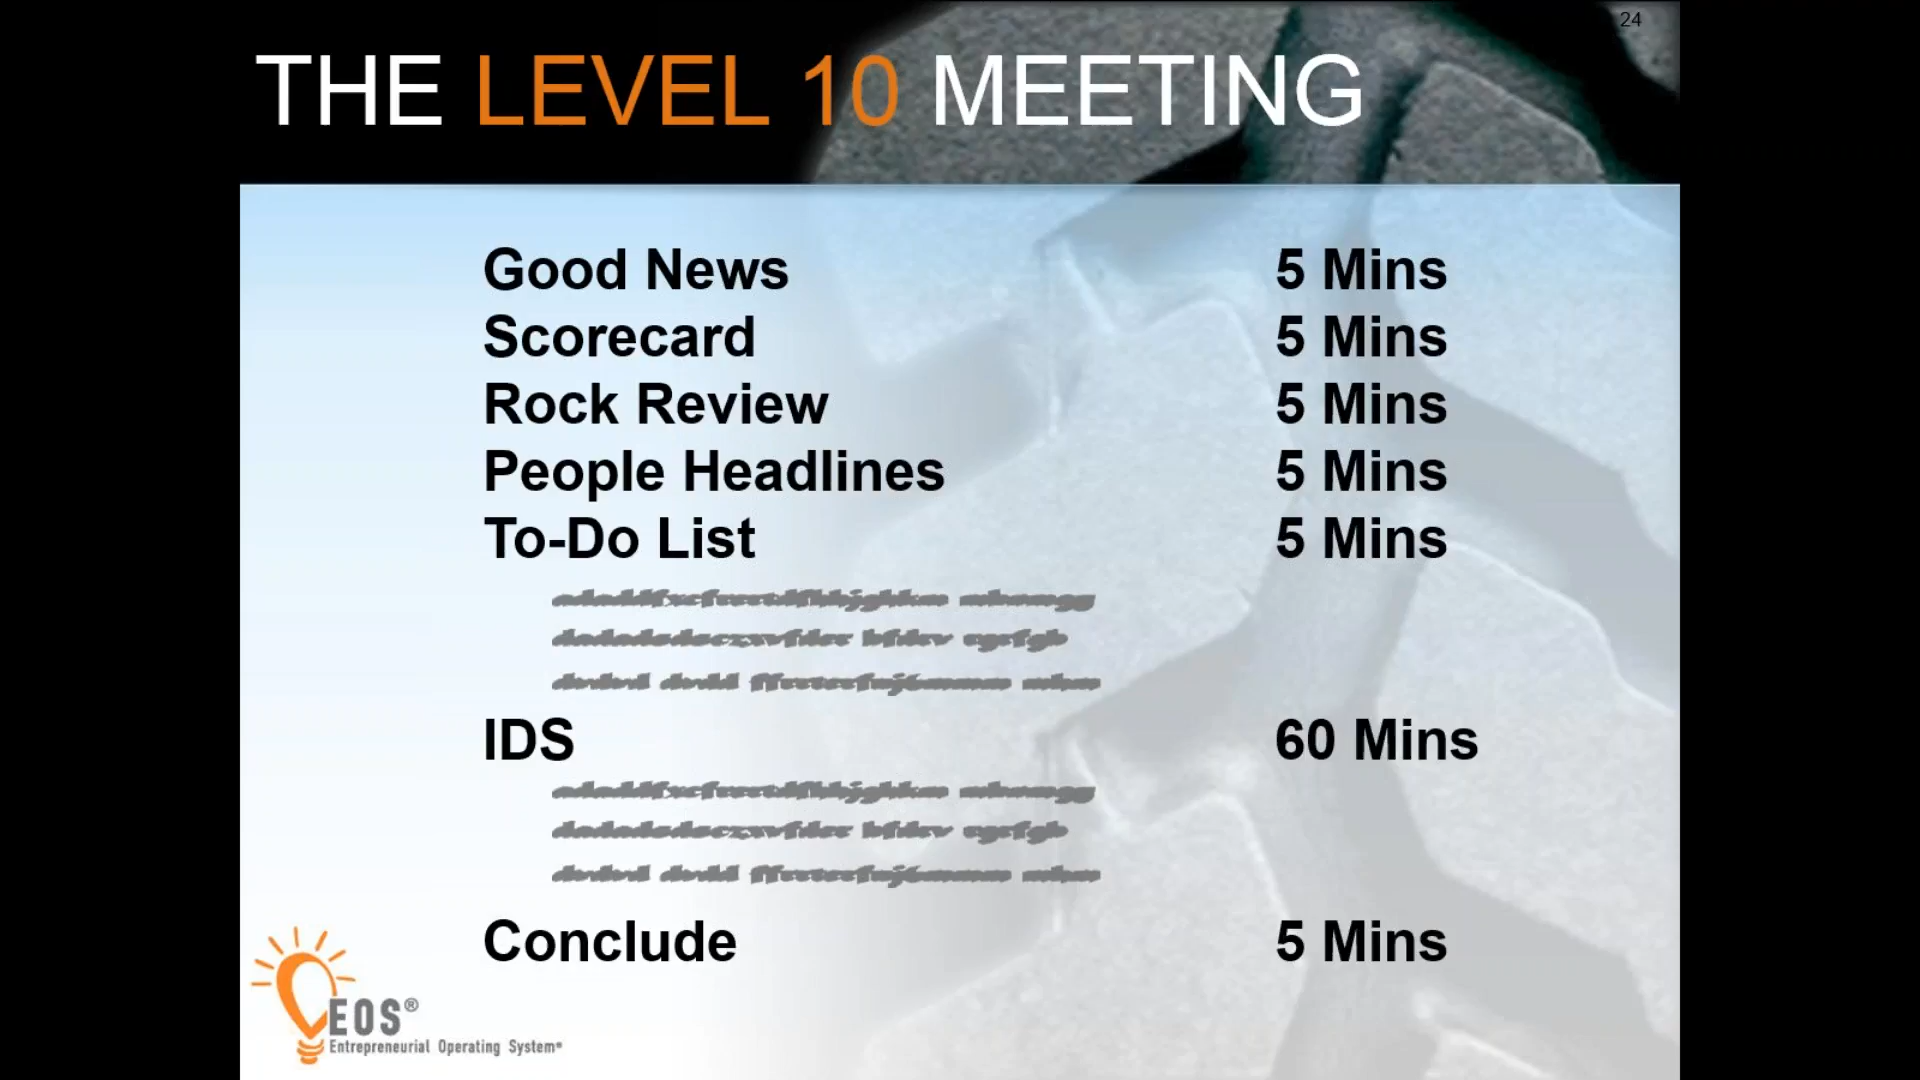 24
THE LEVEL 10 MEETING
Good News 5 Mins
Scorecard 5 Mins
Rock Review 5 Mins
People Headlines 5 Mins
To-Do List 5 Mins
IDS 60 Mins
Conclude 5 Mins
EOS®
Entrepreneurial Operating System®